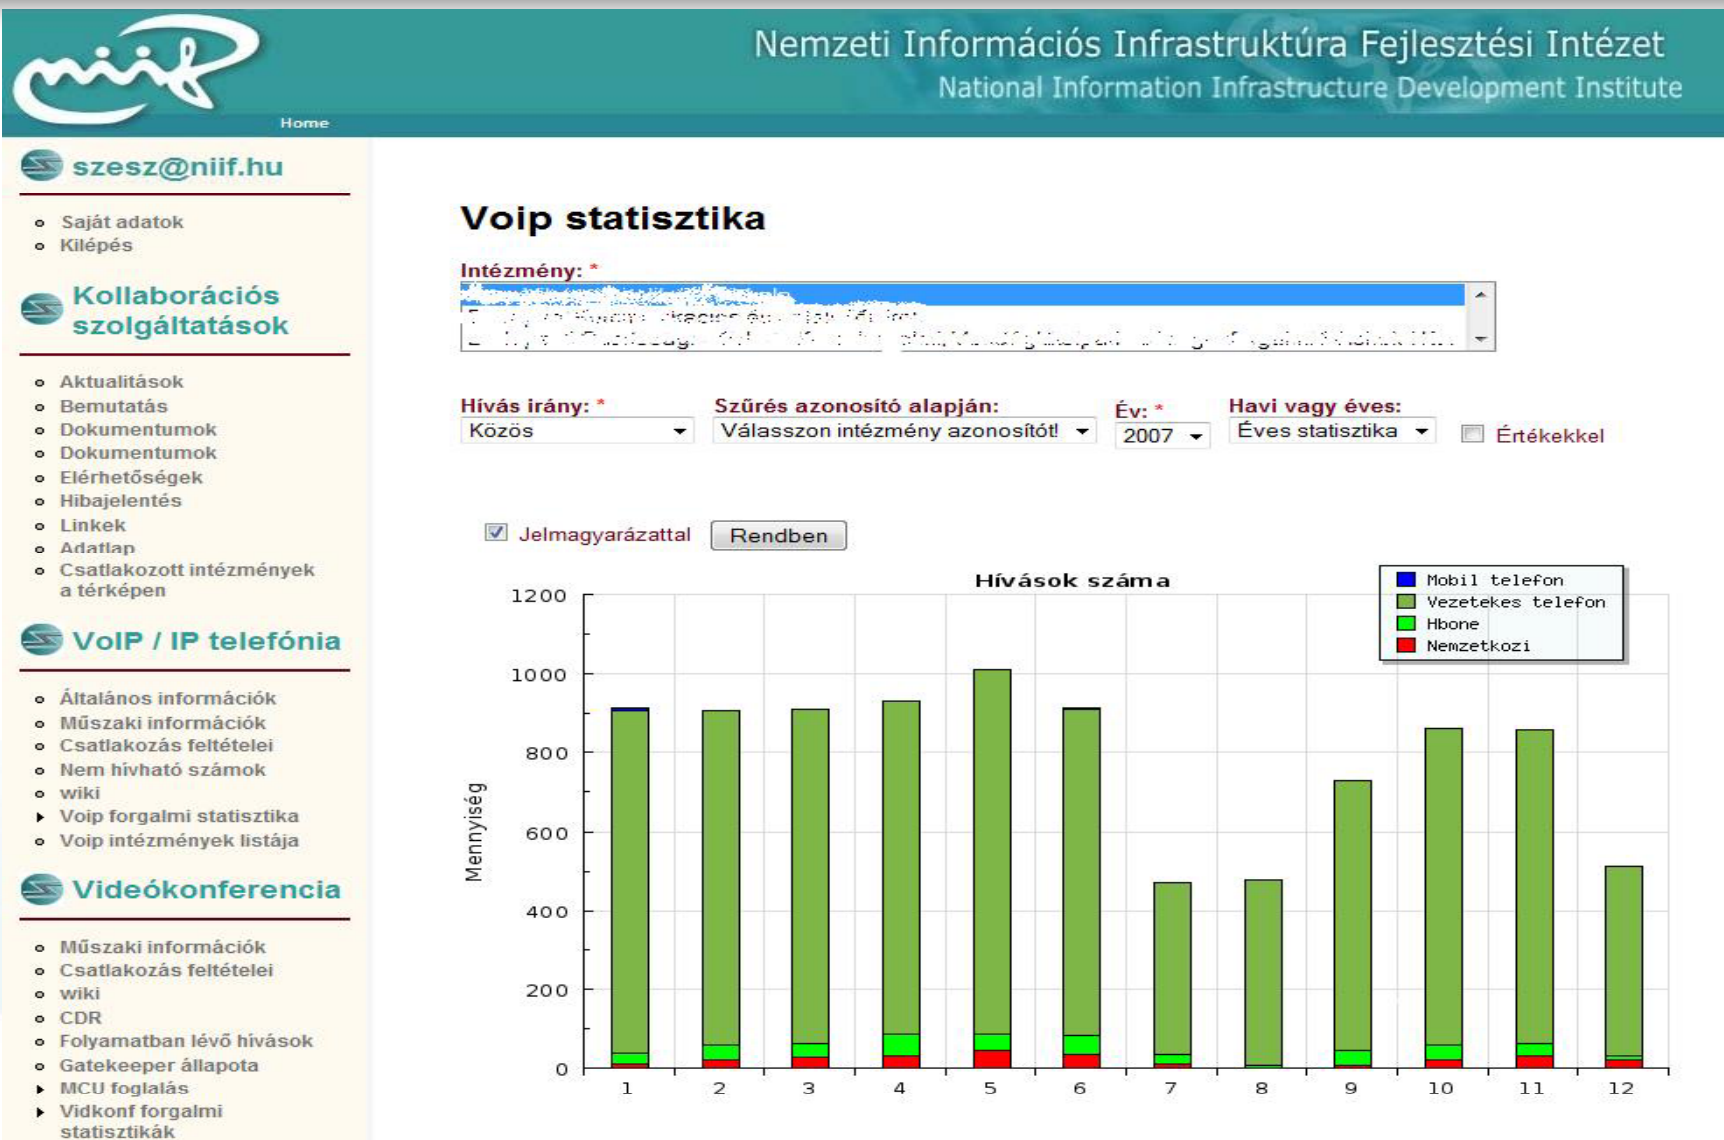 niif
Nemzeti Információs Infrastruktúra Fejlesztési Intézet
National Information Infrastructure Development Institute
Home
szesz@niif.hu
Saját adatok
Kilépés
Kollaborációs
szolgáltatások
Aktualitások
Bemutatás
Dokumentumok
Dokumentumok
Elérhetőségek
Hibajelentés
Linkek
Adatlap
Csatlakozott intézmények
a térképen
VoIP / IP telefónia
Általános információk
Műszaki információk
Csatlakozás feltételei
Nem hívható számok
wiki
Voip forgalmi statisztika
Voip intézmények listája
Videókonferencia
Műszaki információk
Csatlakozás feltételei
wiki
CDR
Folyamatban lévő hívások
Gatekeeper állapota
MCU foglalás
Vidkonf forgalmi
statisztikák
Voip statisztika
Intézmény: *
Hívás irány: * Szűrés azonosító alapján: Év: * Havi vagy éves:
Közös Válasszon intézmény azonosítót! 2007 Éves statisztika Értékekkel
Jelmagyarázattal Rendben
Hívások száma
Mobil telefon
Vezetekes telefon
Hbone
Nemzetkozi
Mennyiség
1200
1000
800
600
400
200
0
1 2 3 4 5 6 7 8 9 10 11 12